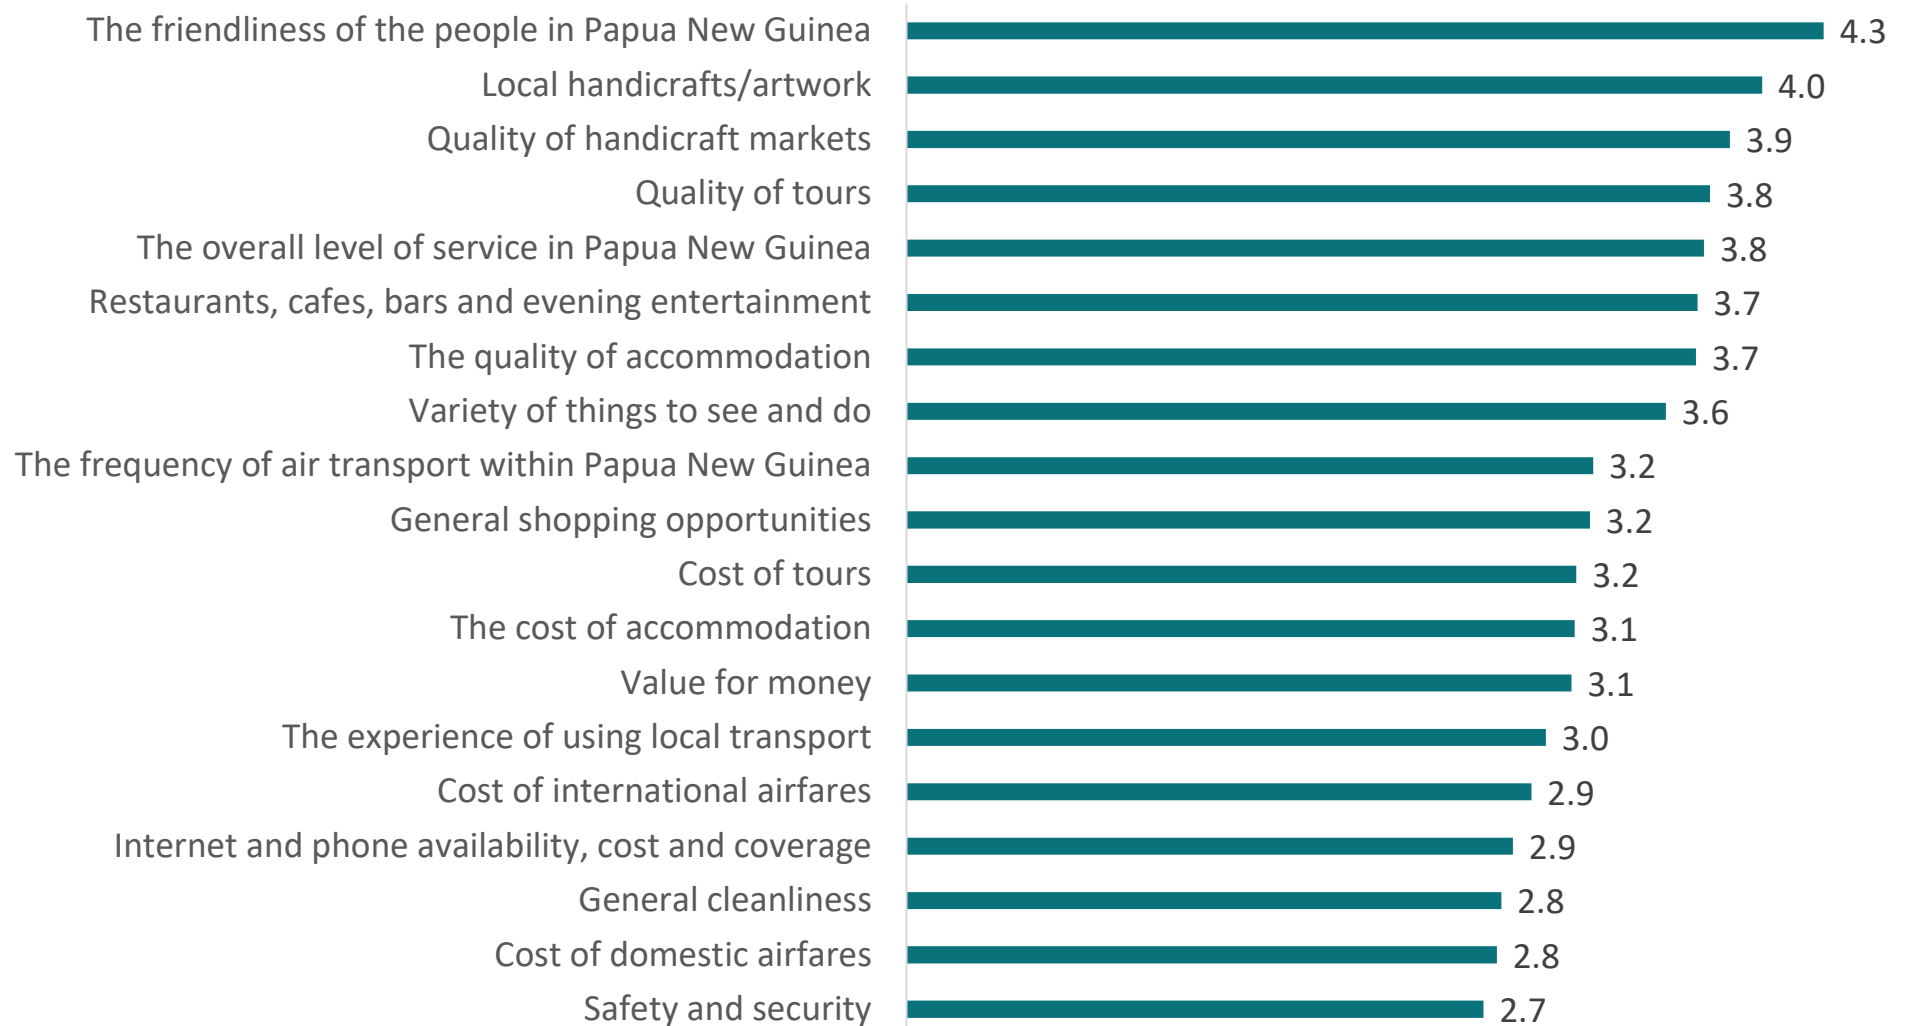 The friendliness of the people in Papua New Guinea 4.3
Local handicrafts/artwork 4.0
Quality of handicraft markets 3.9
Quality of tours 3.8
The overall level of service in Papua New Guinea 3.8
Restaurants, cafes, bars and evening entertainment 3.7
The quality of accommodation 3.7
Variety of things to see and do 3.6
The frequency of air transport within Papua New Guinea 3.2
General shopping opportunities 3.2
Cost of tours 3.2
The cost of accommodation 3.1
Value for money 3.1
The experience of using local transport 3.0
Cost of international airfares 2.9
Internet and phone availability, cost and coverage 2.9
General cleanliness 2.8
Cost of domestic airfares 2.8
Safety and security 2.7